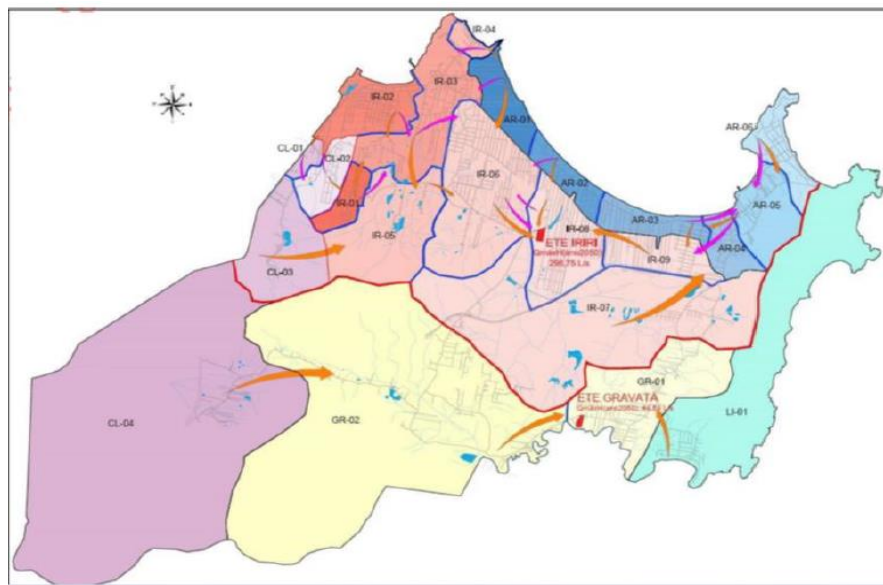 IR-04
IR-03
IR-02
AR-01
AR-06
CL-01
CL-02
IR-06
AR-02
IR-01
AR-03
AR-05
IR-05
IR-08
AR-04
ETE IRIRI
IR-09
CL-03
IR-07
GR-01
ETE GRAVATÁ
LI-01
CL-04
GR-02